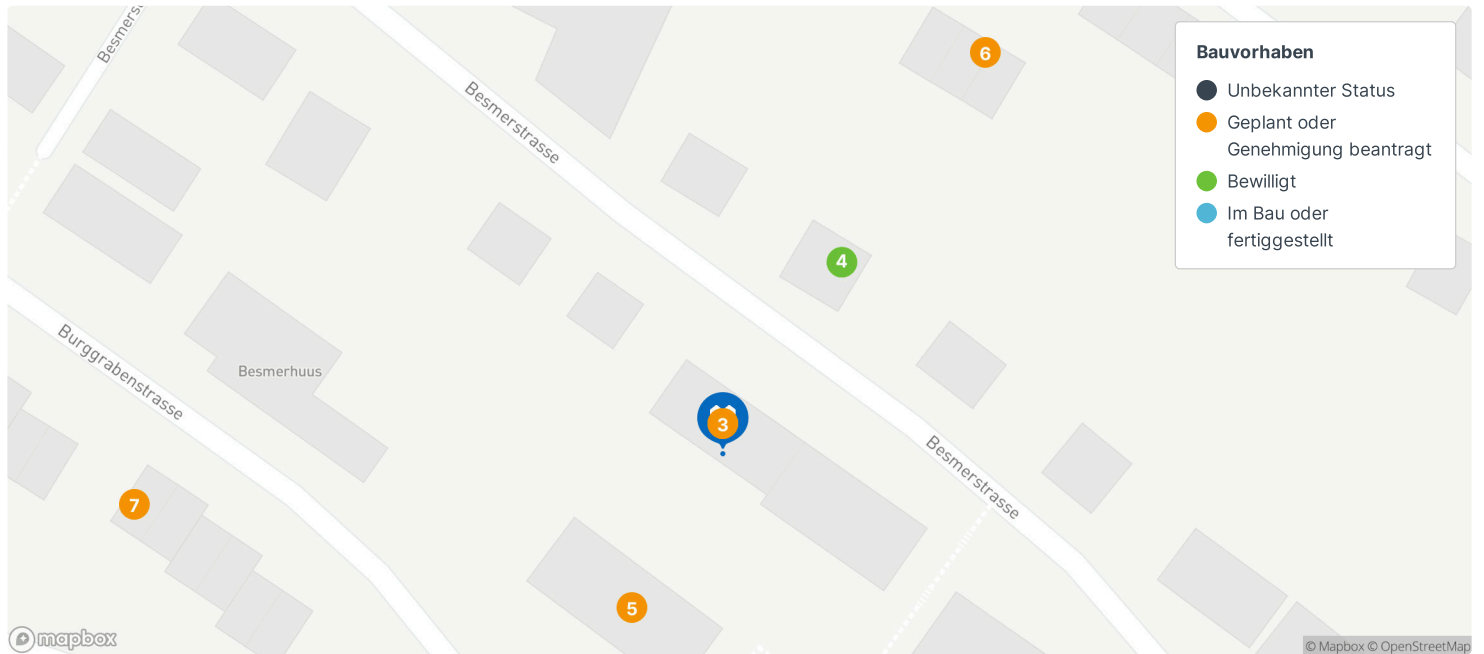 Besmers
Besmerstrasse
6
Bauvorhaben
Unbekannter Status
Geplant oder
Genehmigung beantragt
Bewilligt
Im Bau oder
fertiggestellt
4
Burggrabenstrasse
Besmerhuus
3
Besmerstrasse
7
5
mapbox
© Mapbox © OpenStreetMap